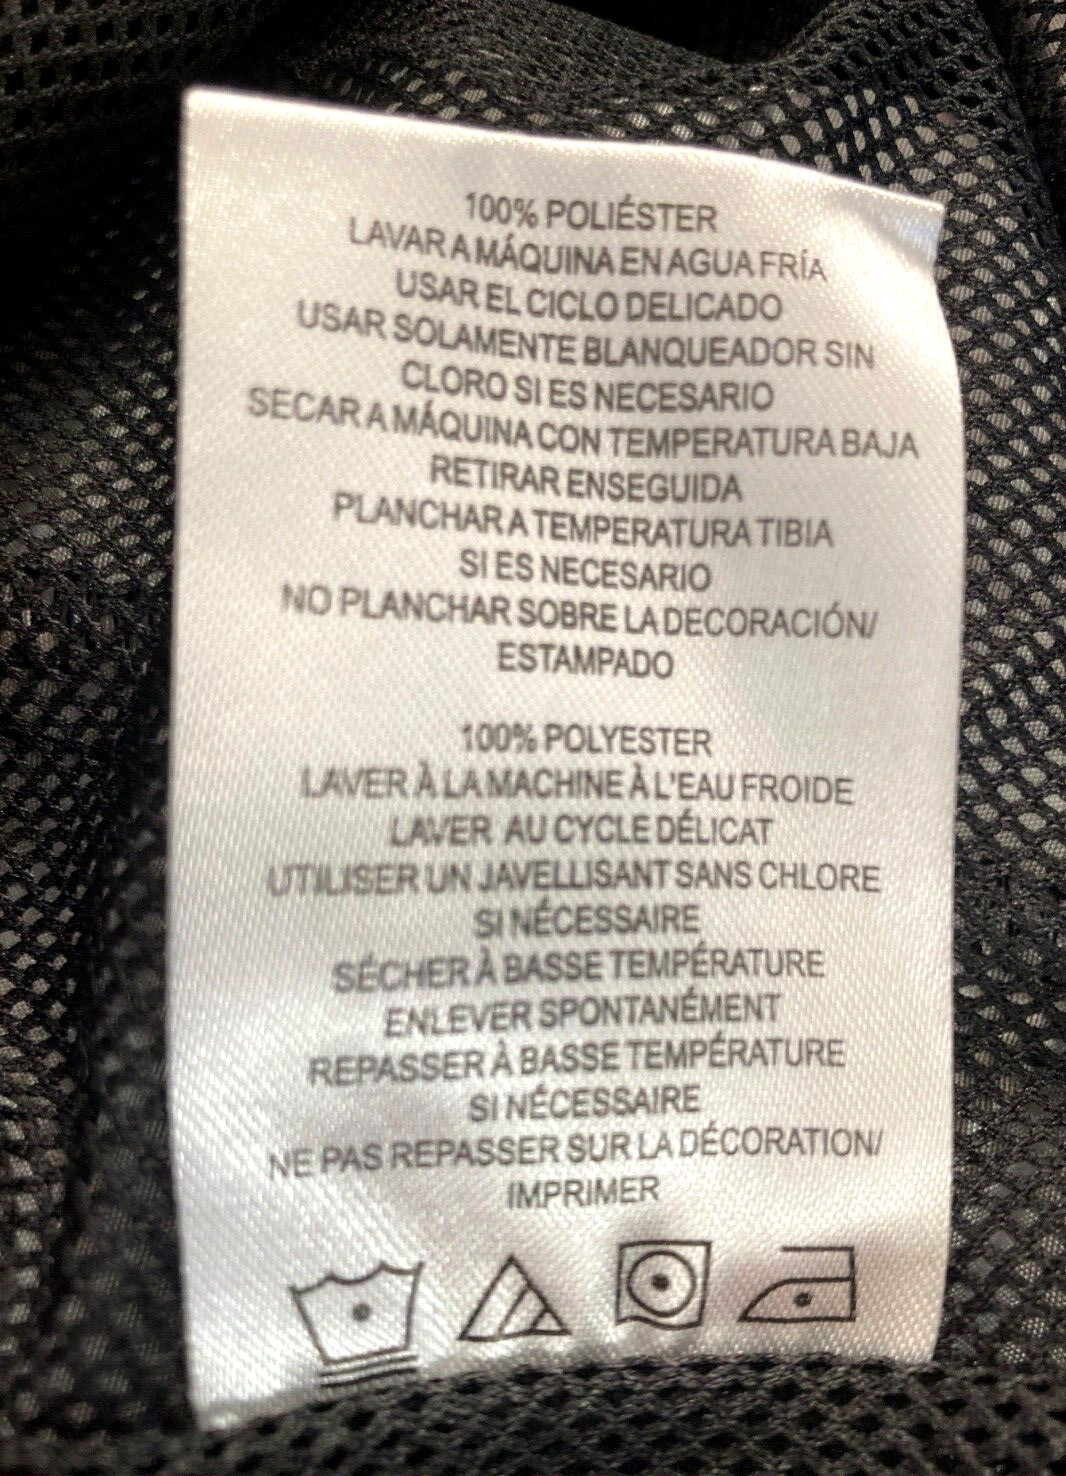 100% POLIÉSTER
LAVAR A MÁQUINA EN AGUA FRÍA
USAR EL CICLO DELICADO
USAR SOLAMENTE BLANQUEADOR SIN
CLORO SI ES NECESARIO
SECAR A MÁQUINA CON TEMPERATURA BAJA
RETIRAR ENSEGUIDA
PLANCHAR A TEMPERATURA TIBIA
SI ES NECESARIO
NO PLANCHAR SOBRE LA DECORACIÓN/
ESTAMPADO
100% POLYESTER
LAVER À LA MACHINE À L'EAU FROIDE
LAVER AU CYCLE DÉLICAT
UTILISER UN JAVELLISANT SANS CHLORE
SI NÉCESSAIRE
SÉCHER À BASSE TEMPÉRATURE
ENLEVER SPONTANÉMENT
REPASSER À BASSE TEMPÉRATURE
SI NÉCESSAIRE
NE PAS REPASSER SUR LA DÉCORATION/
IMPRIMER